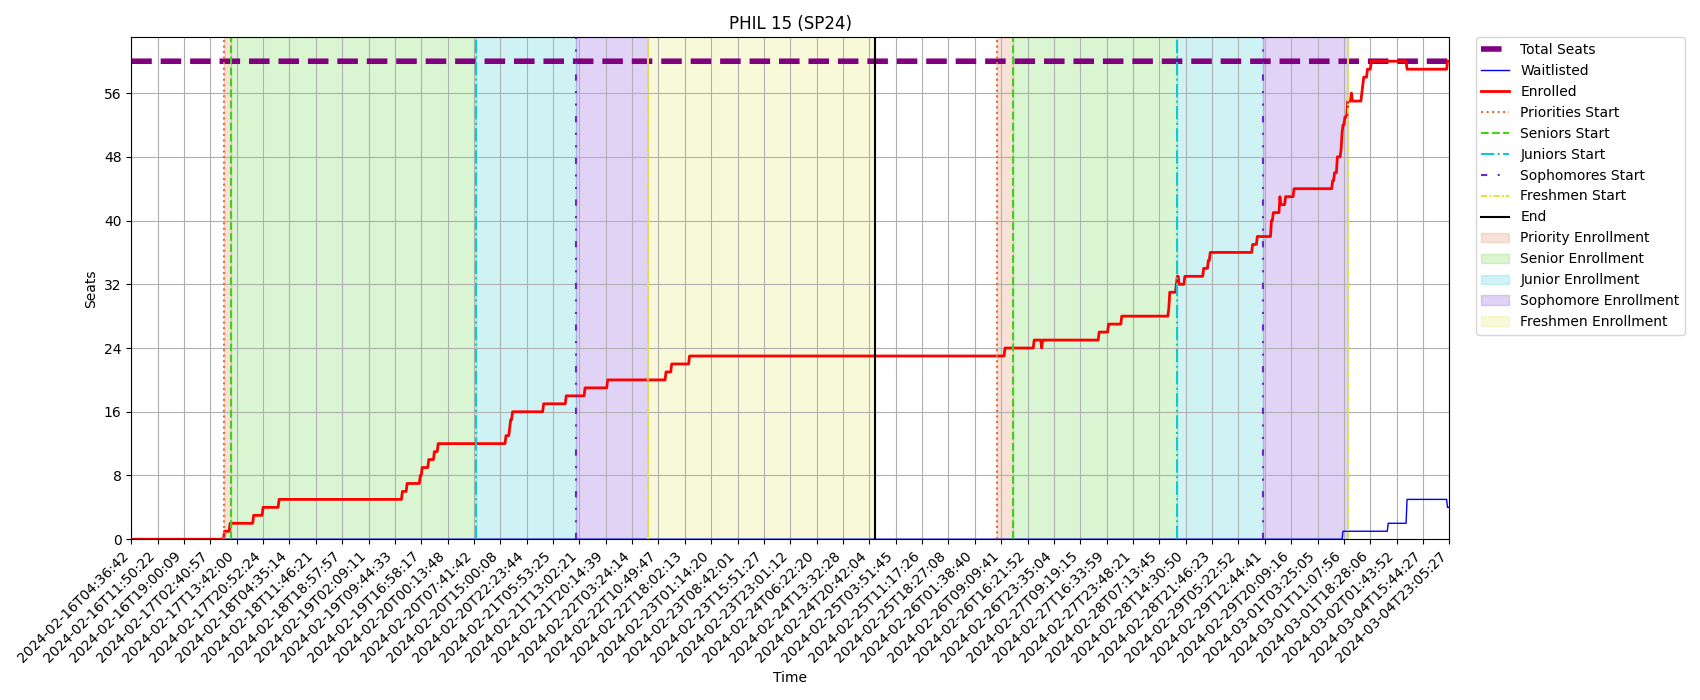 PHIL 15 (SP24)
Seats
56
48
40
32
24
16
8
0
2024-02-16T04:36:42
2024-02-16T11:50:22
2024-02-16T19:00:09
2024-02-17T02:40:57
2024-02-17T13:42:00
2024-02-17T20:52:24
2024-02-18T04:35:14
2024-02-18T11:46:21
2024-02-18T18:57:57
2024-02-19T02:09:11
2024-02-19T09:44:33
2024-02-19T16:58:17
2024-02-20T00:13:48
2024-02-20T07:41:42
2024-02-20T15:00:08
2024-02-20T22:23:44
2024-02-21T05:53:25
2024-02-21T13:02:21
2024-02-21T20:14:39
2024-02-22T03:24:14
2024-02-22T10:49:47
2024-02-22T18:02:13
2024-02-23T01:14:20
2024-02-23T08:42:01
2024-02-23T15:51:27
2024-02-23T23:01:12
2024-02-24T06:22:20
2024-02-24T13:32:28
2024-02-24T20:42:04
2024-02-25T03:51:45
2024-02-25T11:17:26
2024-02-25T18:27:08
2024-02-26T01:38:40
2024-02-26T09:09:41
2024-02-26T16:21:52
2024-02-26T23:35:04
2024-02-27T09:19:15
2024-02-27T16:33:59
2024-02-27T23:48:21
2024-02-28T07:13:45
2024-02-28T14:30:50
2024-02-28T21:46:23
2024-02-29T05:22:52
2024-02-29T12:44:41
2024-02-29T20:09:16
2024-03-01T03:25:05
2024-03-01T11:07:56
2024-03-01T18:28:06
2024-03-02T01:43:52
2024-03-04T15:44:27
2024-03-04T23:05:27
Time
Total Seats
Waitlisted
Enrolled
Priorities Start
Seniors Start
Juniors Start
Sophomores Start
Freshmen Start
End
Priority Enrollment
Senior Enrollment
Junior Enrollment
Sophomore Enrollment
Freshmen Enrollment